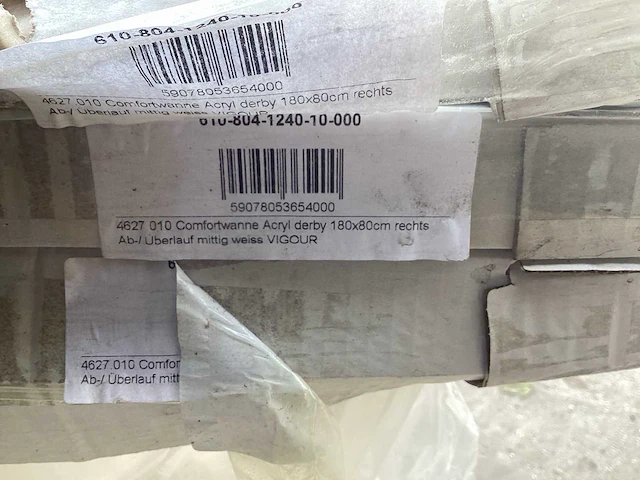 610-804-1240-10-000
59078053654000
4627 010 Comfortwanne Acryl derby 180x80cm rechts
Ab-/ Überlauf mittig weiss VIGOUR
610-804-1240-10-000
59078053654000
4627 010 Comfortwanne Acryl derby 180x80cm rechts
Ab-/ Überlauf mittig weiss VIGOUR
6
4627 010 Comfor
Ab-/ Überlauf mitt